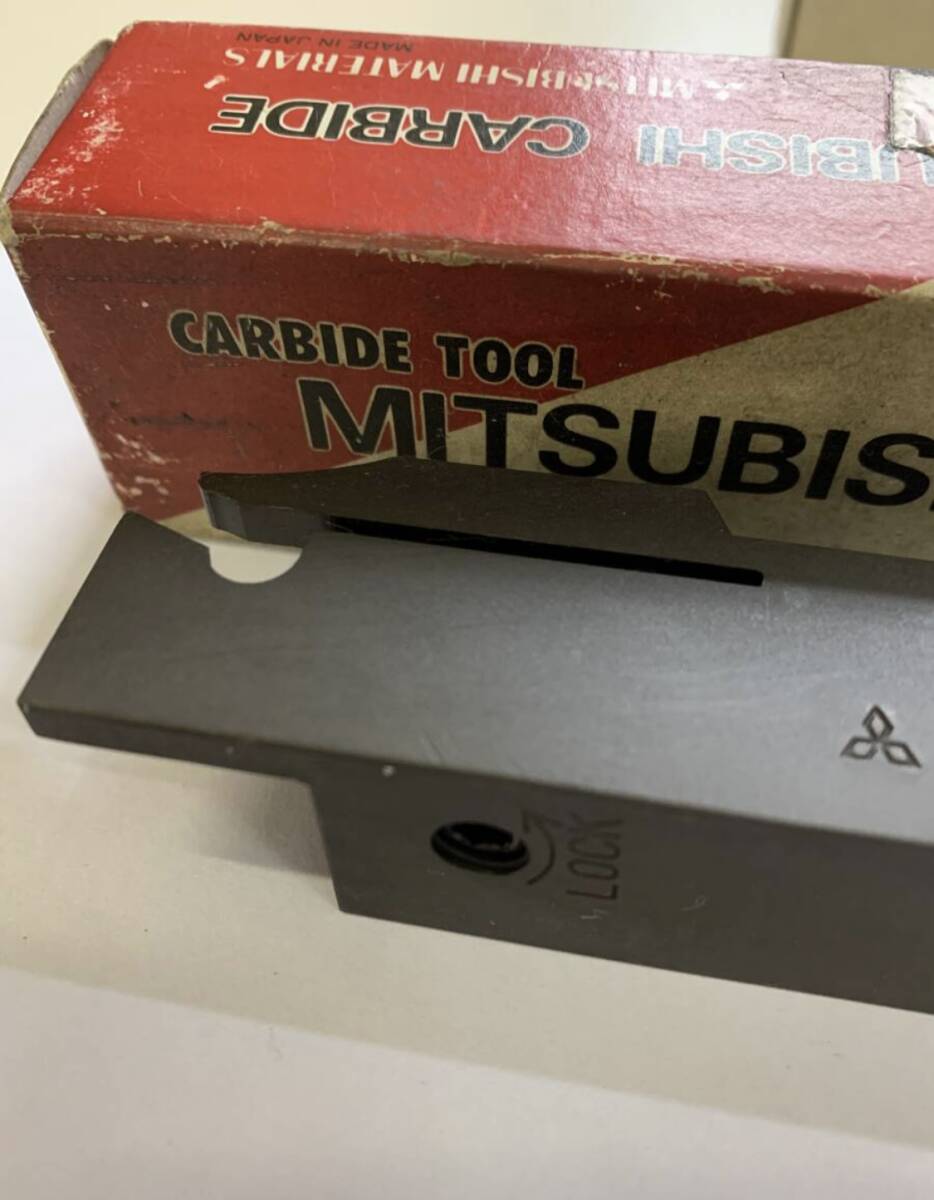 MADE IN JAPAN
MITSUBISHI MATERIALS
UBISHI CARBIDE
CARBIDE TOOL
MITSUBIS
LOCK